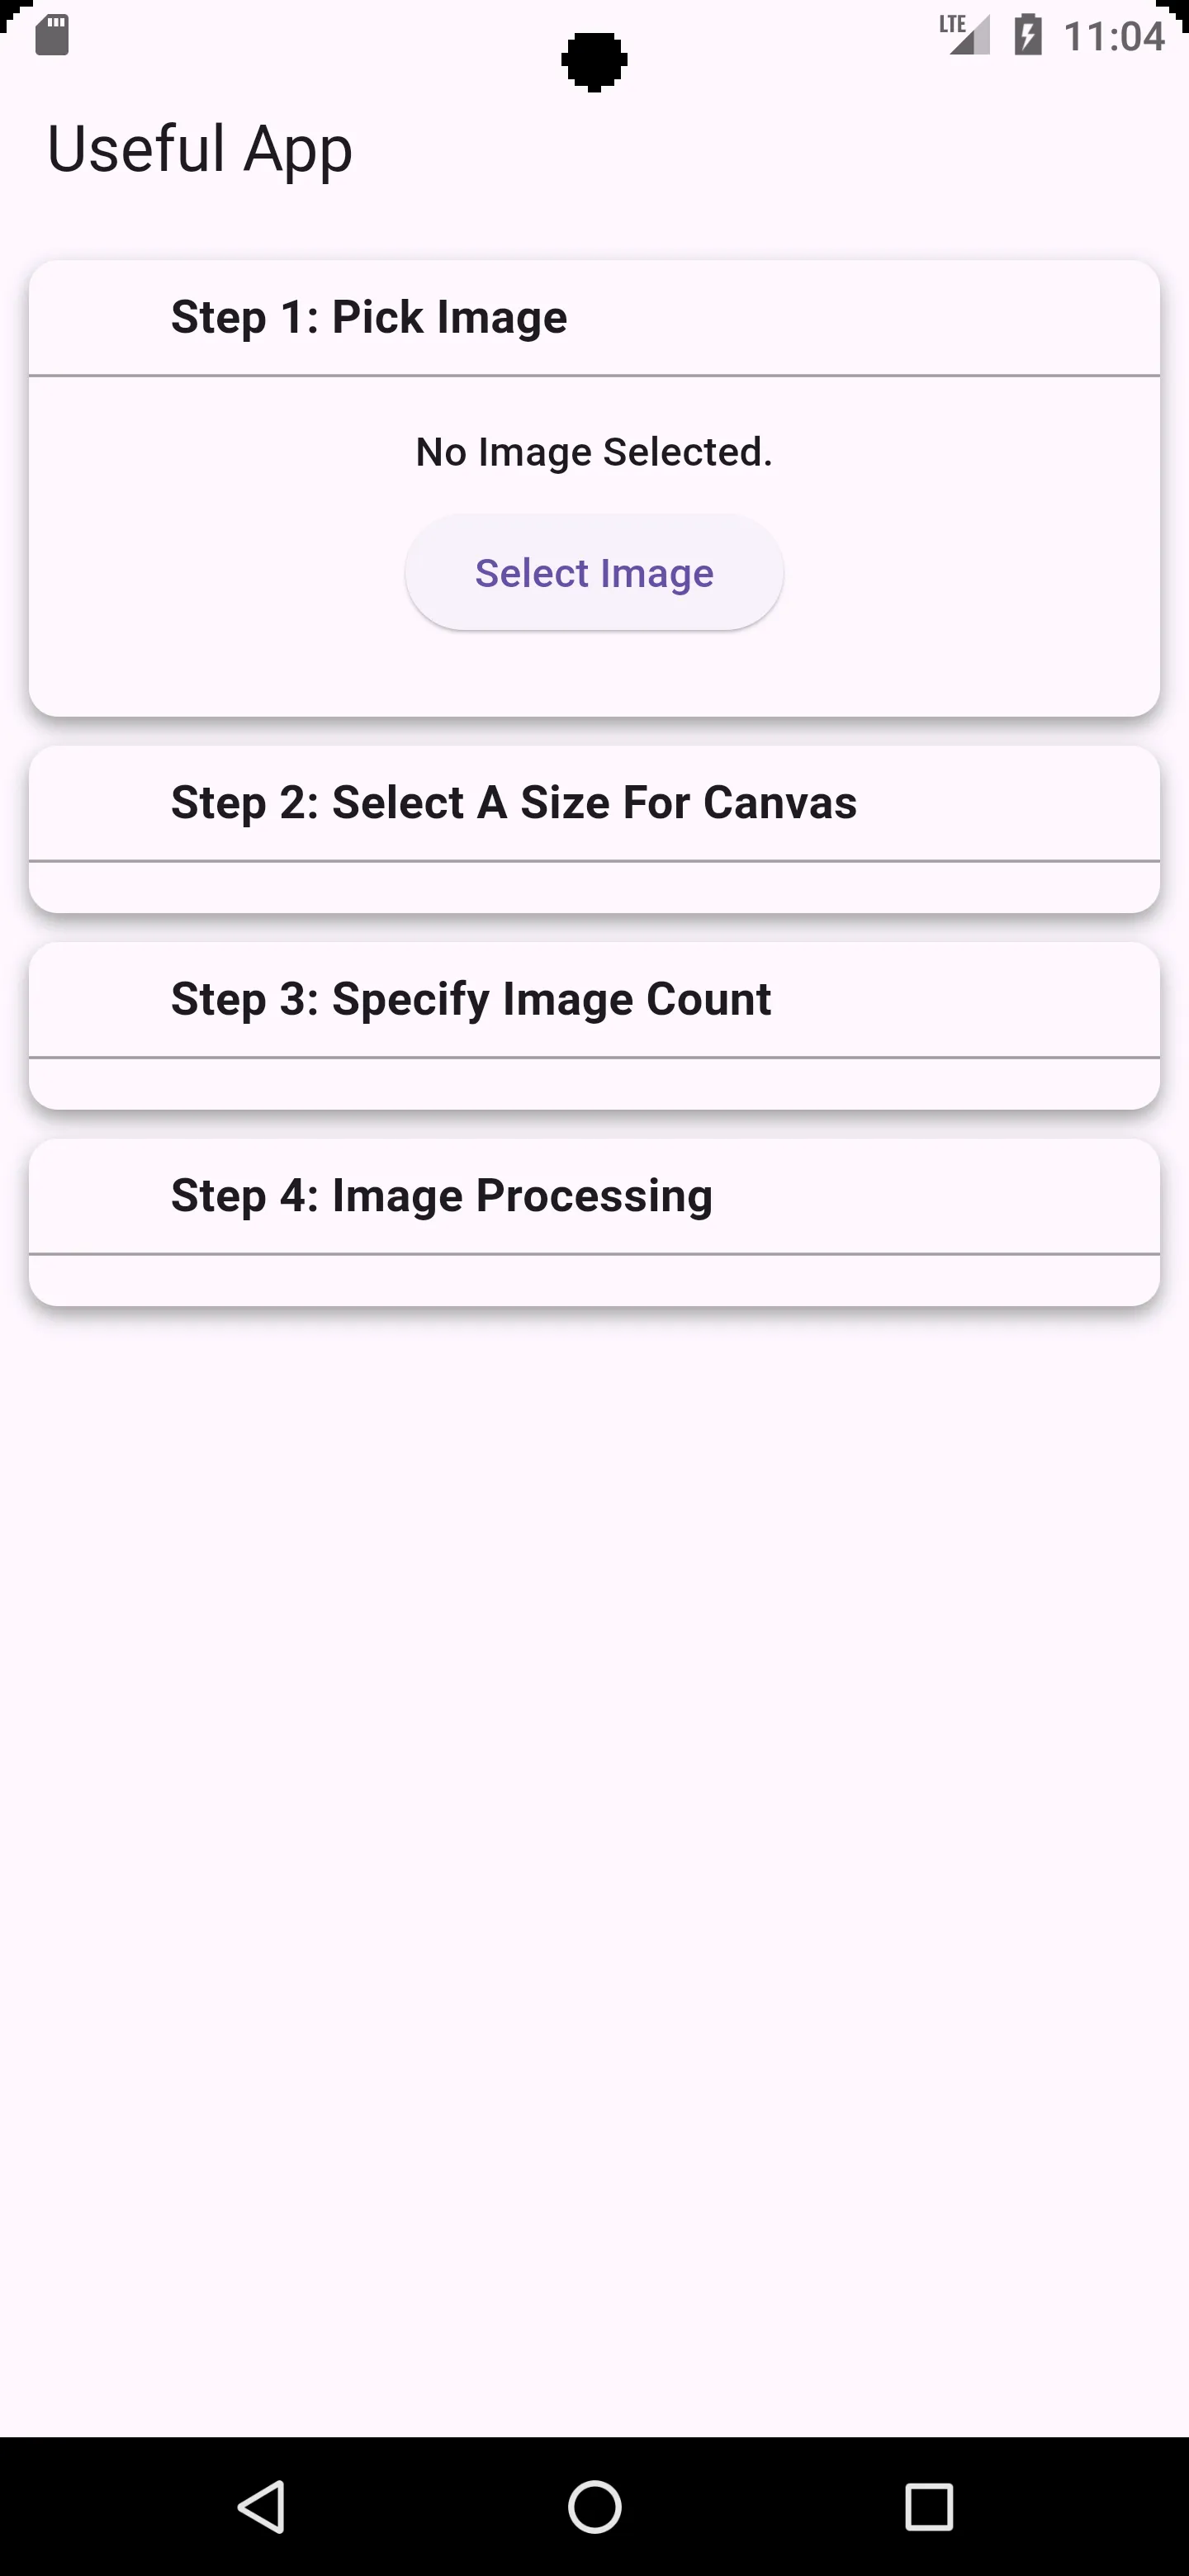 LTE 11:04
Useful App
Step 1: Pick Image
No Image Selected.
Select Image
Step 2: Select A Size For Canvas
Step 3: Specify Image Count
Step 4: Image Processing